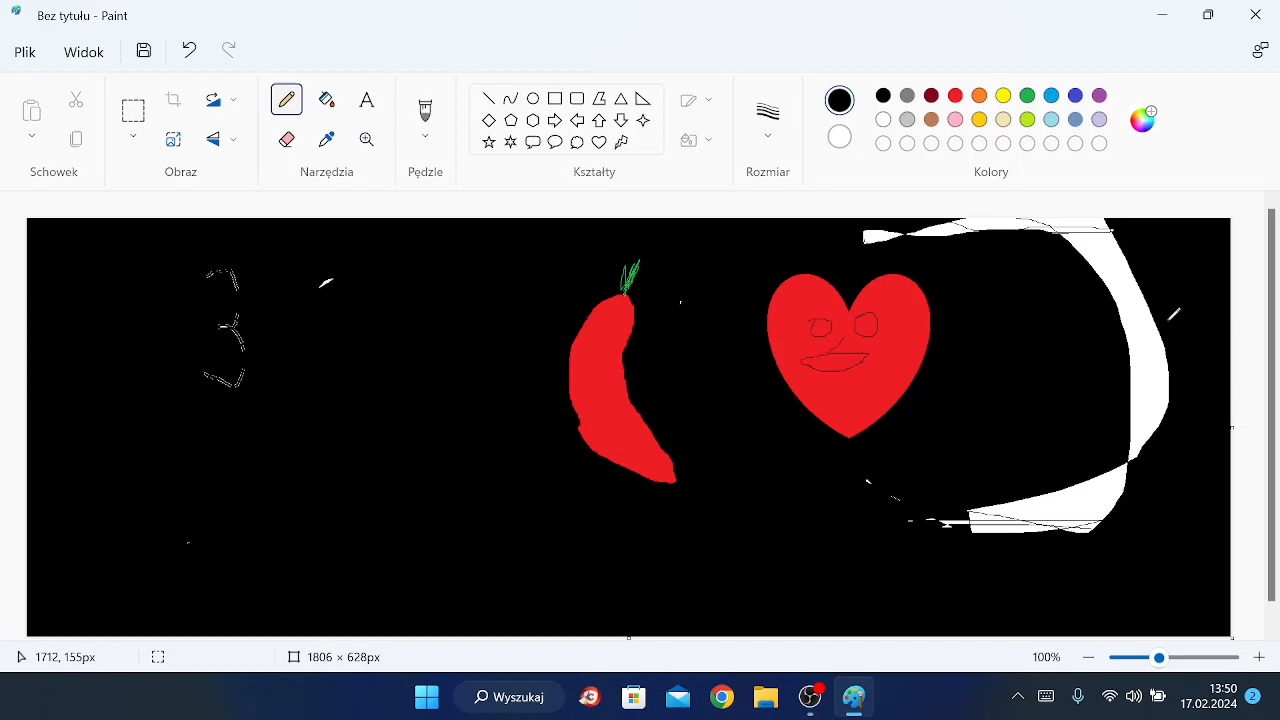 Bez tytułu - Paint
Plik Widok
Schowek Obraz Narzędzia Pędzle Kształty Rozmiar Kolory
3
1712, 155px 1806 × 628px 100%
Wyszukaj 13:50
17.02.2024 2